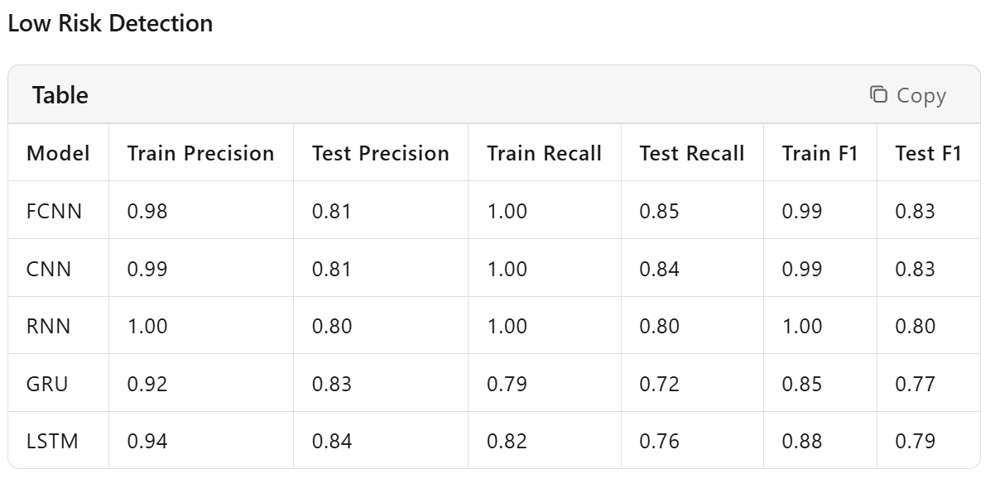 Low Risk Detection
Table
Copy
Model Train Precision Test Precision Train Recall Test Recall Train F1 Test F1
FCNN 0.98 0.81 1.00 0.85 0.99 0.83
CNN 0.99 0.81 1.00 0.84 0.99 0.83
RNN 1.00 0.80 1.00 0.80 1.00 0.80
GRU 0.92 0.83 0.79 0.72 0.85 0.77
LSTM 0.94 0.84 0.82 0.76 0.88 0.79